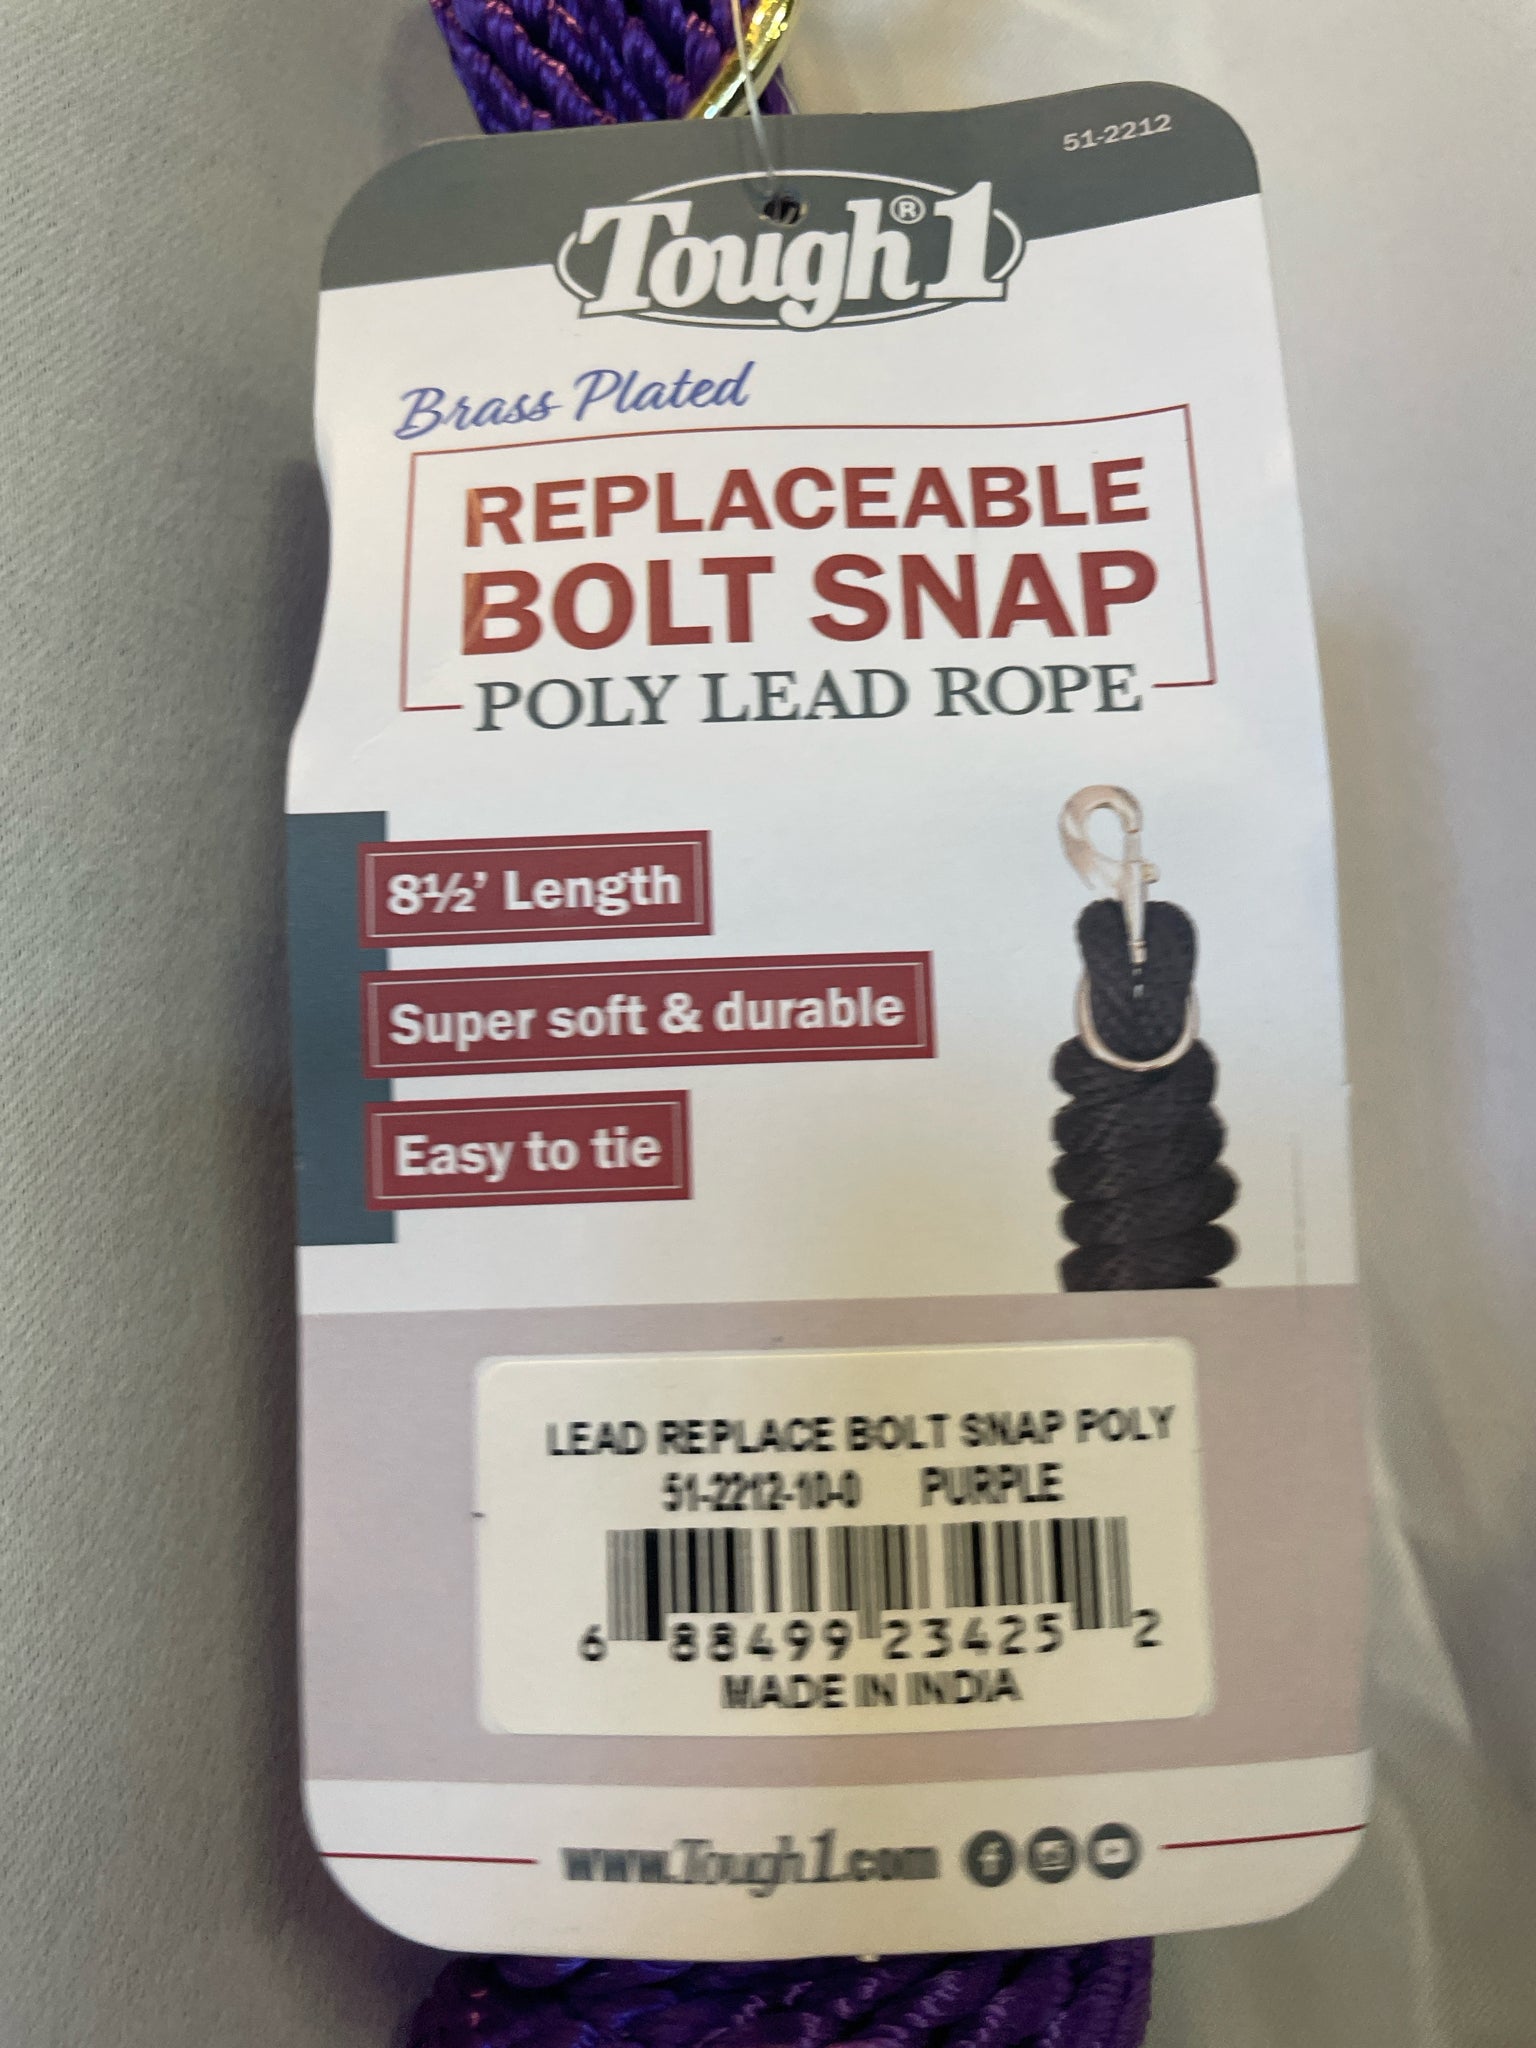 51-2212
Tough 1®
Brass Plated
REPLACEABLE
BOLT SNAP
POLY LEAD ROPE
8½' Length
Super soft & durable
Easy to tie
LEAD REPLACE BOLT SNAP POLY
51-2212-10-0 PURPLE
6 88499 23425 2
MADE IN INDIA
www.Tough1.com